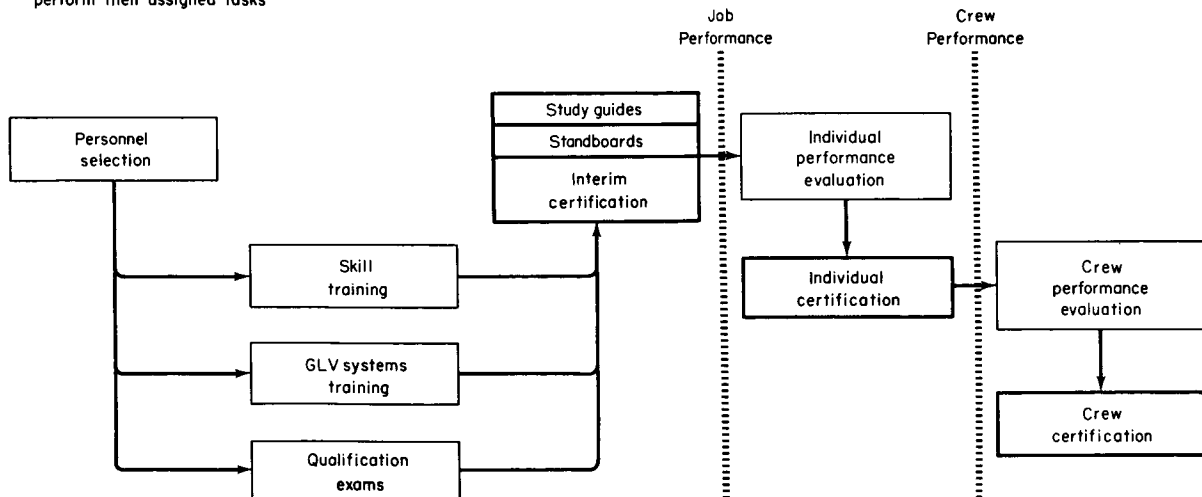 perform their assigned tasks
Job
Performance
Crew
Performance
Study guides
Standboards
Interim
certification
Personnel
selection
Individual
performance
evaluation
Skill
training
Individual
certification
Crew
performance
evaluation
GLV systems
training
Crew
certification
Qualification
exams